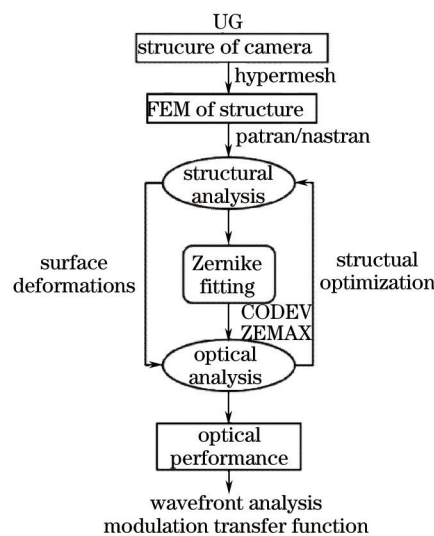 UG
strucure of camera
hypermesh
FEM of structure
patran/nastran
structural
analysis
surface
deformations
Zernike
fitting
structual
optimization
CODEV
ZEMAX
optical
analysis
optical
performance
wavefront analysis
modulation transfer function